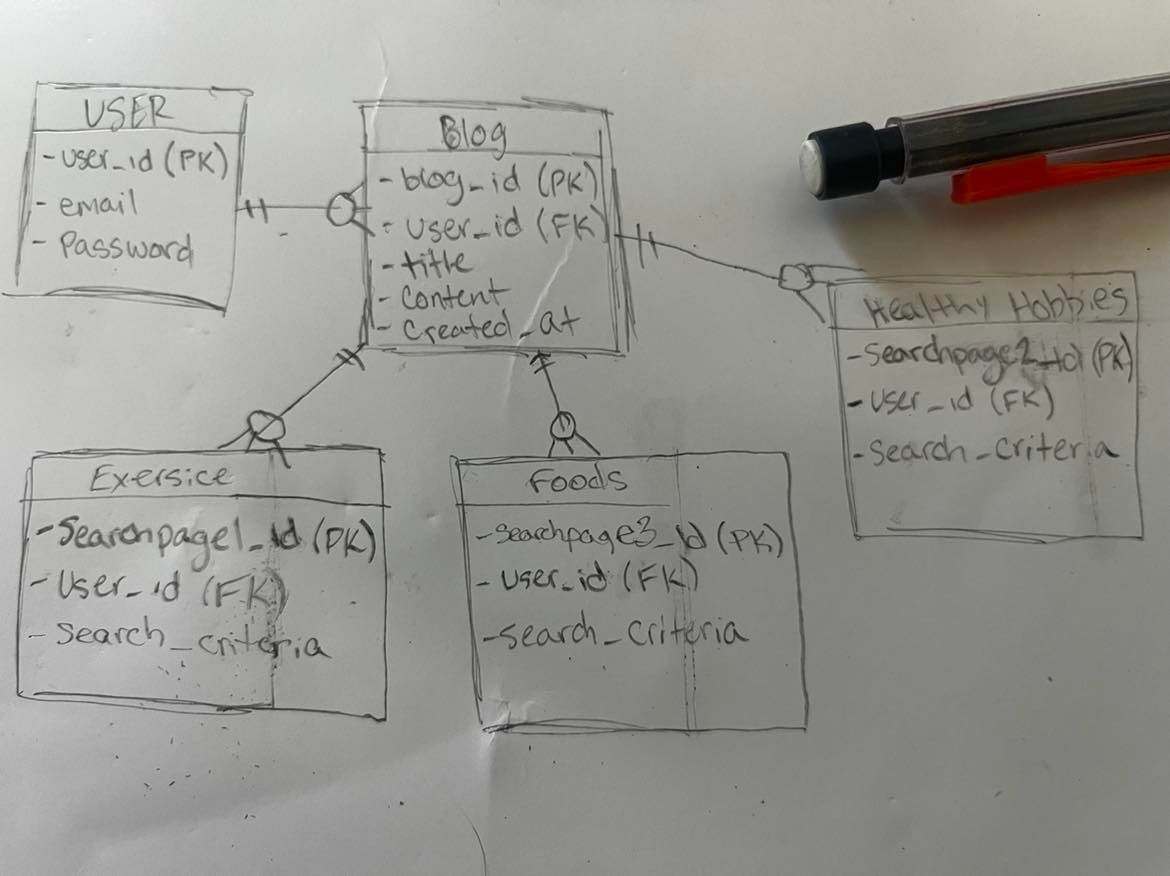 USER
- user_id (PK)
- email
- Password
Blog
- blog_id (PK)
- user_id (FK)
- title
- Content
- Created_at
Healthy Hobbies
- Searchpage2_id (PK)
- User_id (FK)
- Search_Criteria
Exersice
- Searchpage1_id (PK)
- User_id (FK)
- Search_criteria
Foods
- Searchpage3_id (PK)
- User_id (FK)
- Search_Criteria